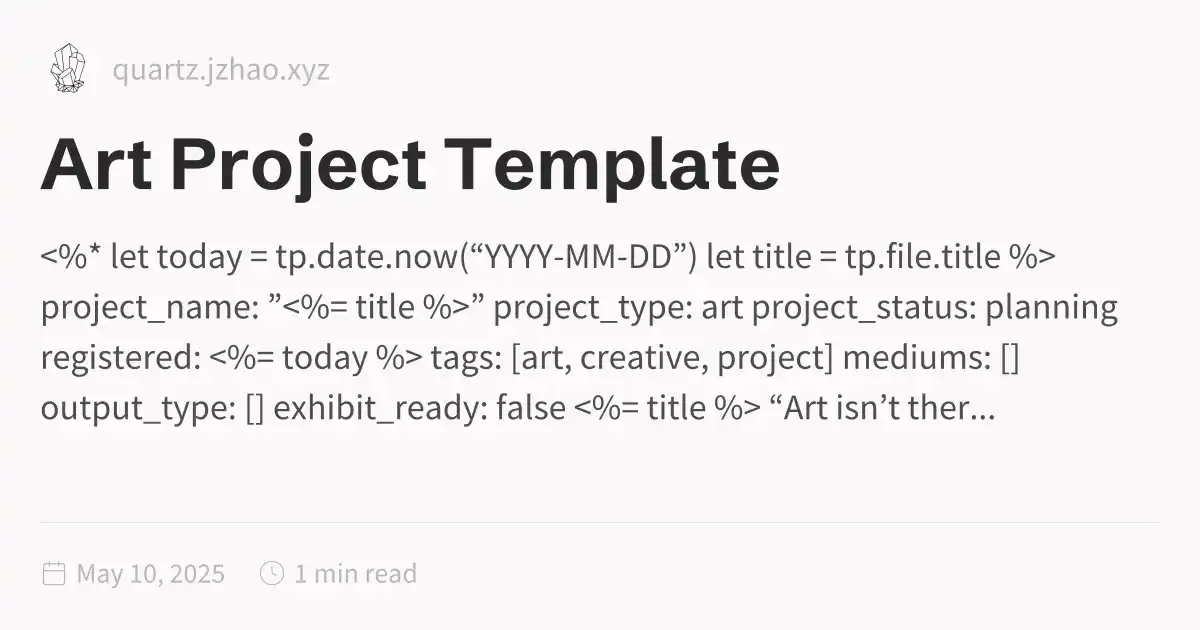 quartz.jzhao.xyz
Art Project Template
<%* let today = tp.date.now(“YYYY-MM-DD”) let title = tp.file.title %>
project_name: ”<%= title %>” project_type: art project_status: planning
registered: <%= today %> tags: [art, creative, project] mediums: []
output_type: [] exhibit_ready: false <%= title %> “Art isn’t ther...
May 10, 2025 1 min read